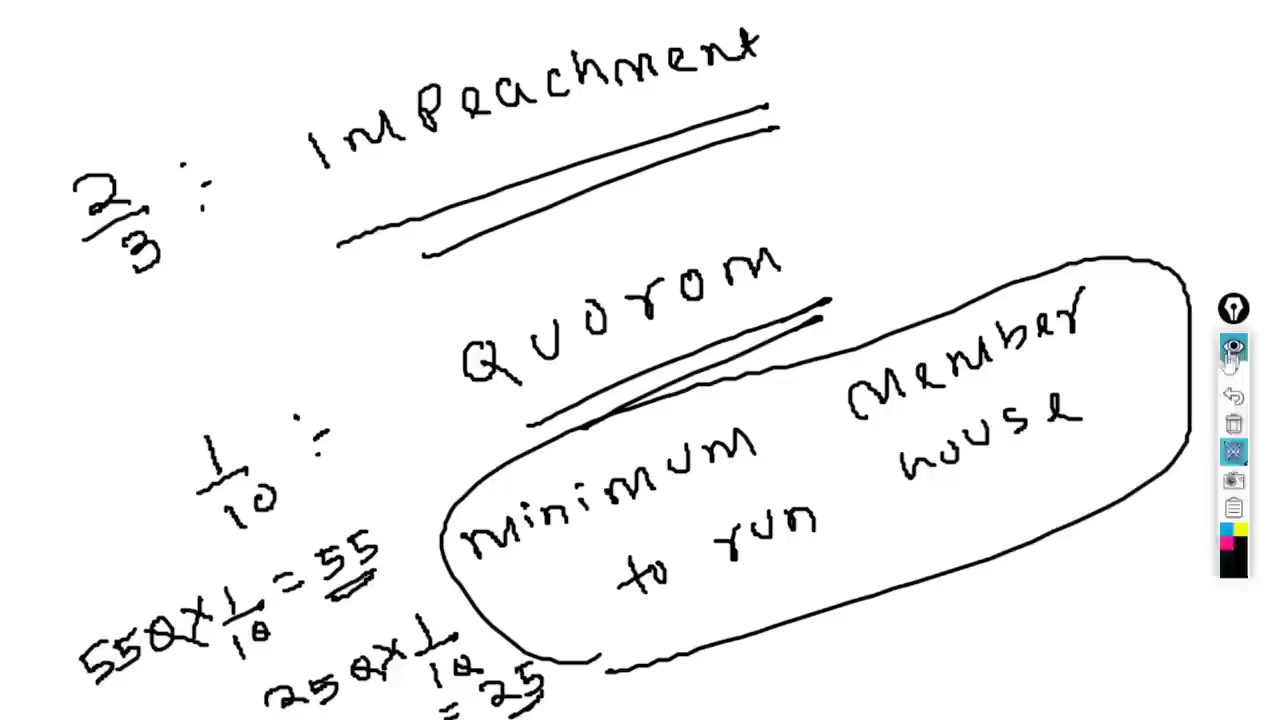 2/3 : Impeachment
Quorom
1/10 :
Minimum Member
to run house
550 x 1/10 = 55
250 x 1/10
= 25